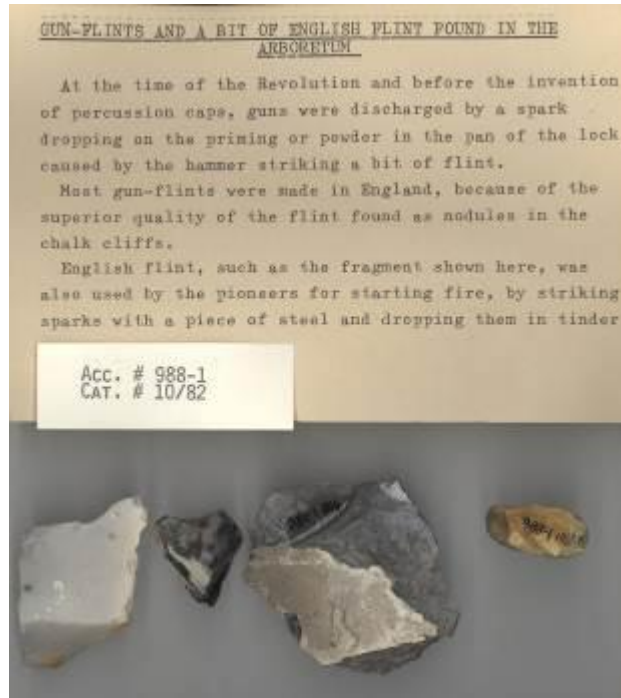 GUN-FLINTS AND A BIT OF ENGLISH FLINT FOUND IN THE
ARBORETUM
At the time of the Revolution and before the invention
of percussion caps, guns were discharged by a spark
dropping on the priming or powder in the pan of the lock
caused by the hammer striking a bit of flint.
Most gun-flints were made in England, because of the
superior quality of the flint found as nodules in the
chalk cliffs.
English flint, such as the fragment shown here, was
also used by the pioneers for starting fire, by striking
sparks with a piece of steel and dropping them in tinder
Acc. # 988-1
Cat. # 10/82